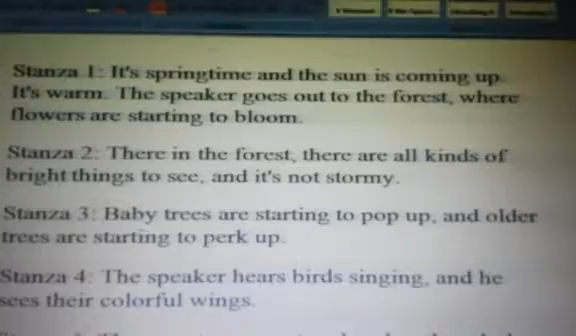 Stanza 1: It's springtime and the sun is coming up.
It's warm. The speaker goes out to the forest, where
flowers are starting to bloom.
Stanza 2: There in the forest, there are all kinds of
bright things to see, and it's not stormy.
Stanza 3: Baby trees are starting to pop up, and older
trees are starting to perk up.
Stanza 4: The speaker hears birds singing, and he
sees their colorful wings.